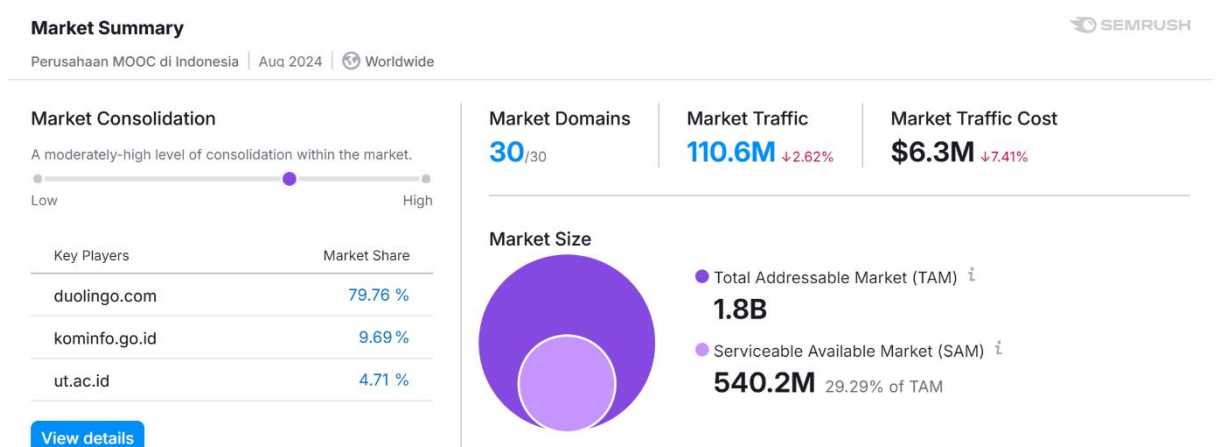 Market Summary
SEMRUSH
Perusahaan MOOC di Indonesia | Aug 2024 | Worldwide
Market Consolidation
A moderately-high level of consolidation within the market.
Low High
Key Players Market Share
duolingo.com 79.76 %
kominfo.go.id 9.69 %
ut.ac.id 4.71 %
View details
Market Domains Market Traffic Market Traffic Cost
30/30 110.6M ↓2.62% $6.3M ↓7.41%
Market Size
Total Addressable Market (TAM) i
1.8B
Serviceable Available Market (SAM) i
540.2M 29.29% of TAM